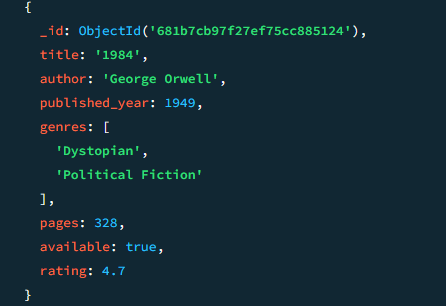 {
  _id: ObjectId('681b7cb97f27ef75cc885124'),
  title: '1984',
  author: 'George Orwell',
  published_year: 1949,
  genres: [
    'Dystopian',
    'Political Fiction'
  ],
  pages: 328,
  available: true,
  rating: 4.7
}